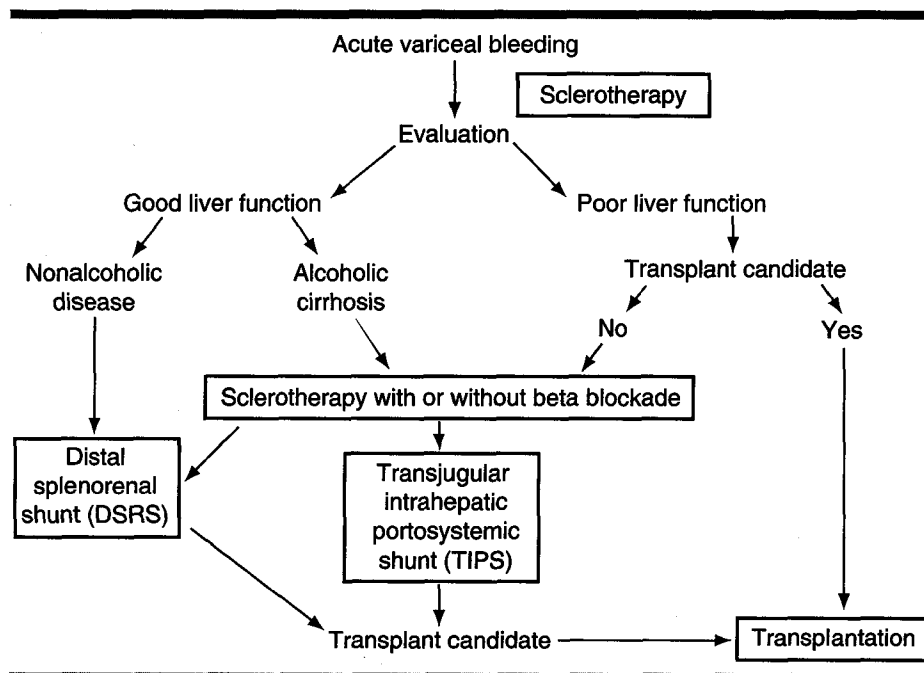 Acute variceal bleeding
Sclerotherapy
Evaluation
Good liver function
Poor liver function
Nonalcoholic
disease
Alcoholic
cirrhosis
Transplant candidate
No
Yes
Sclerotherapy with or without beta blockade
Distal
splenorenal
shunt (DSRS)
Transjugular
intrahepatic
portosystemic
shunt (TIPS)
Transplant candidate
Transplantation